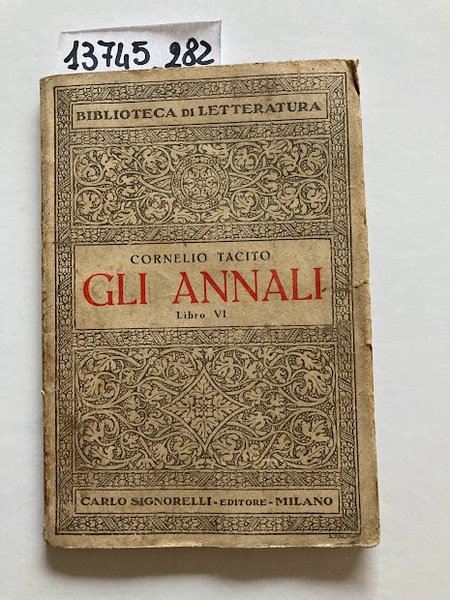 13745 282
BIBLIOTECA DI LETTERATURA
CORNELIO TACITO
GLI ANNALI
Libro VI
CARLO SIGNORELLI-EDITORE-MILANO